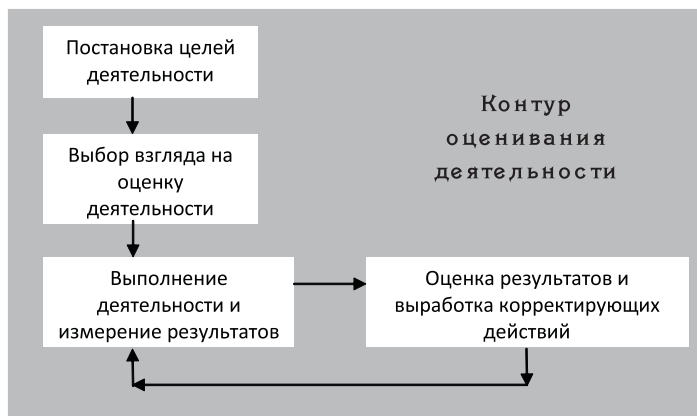 Постановка целей
деятельности
Контур
оценивания
деятельности
Выбор взгляда на
оценку
деятельности
Выполнение
деятельности и
измерение результатов
Оценка результатов и
выработка корректирующих
действий